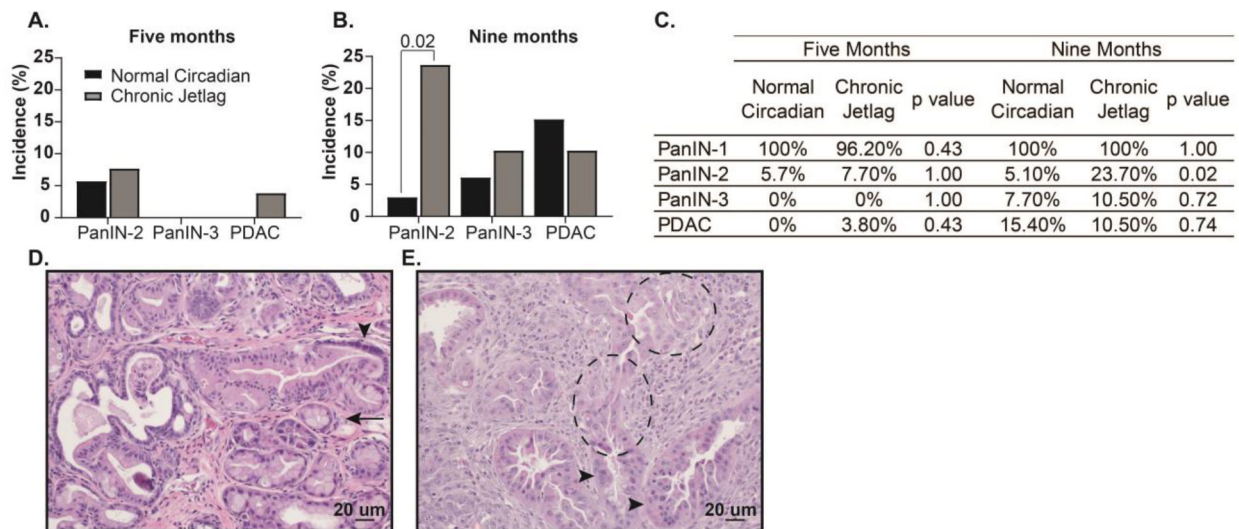 A.
Five months
25
20
15
10
5
0
Incidence (%)
Normal Circadian
Chronic Jetlag
PanIN-2 PanIN-3 PDAC
B.
Nine months
0.02
25
20
15
10
5
0
Incidence (%)
PanIN-2 PanIN-3 PDAC
C.
Five Months Nine Months
Normal Circadian Chronic Jetlag p value Normal Circadian Chronic Jetlag p value
PanIN-1 100% 96.20% 0.43 100% 100% 1.00
PanIN-2 5.7% 7.70% 1.00 5.10% 23.70% 0.02
PanIN-3 0% 0% 1.00 7.70% 10.50% 0.72
PDAC 0% 3.80% 0.43 15.40% 10.50% 0.74
D.
20 um
E.
20 um